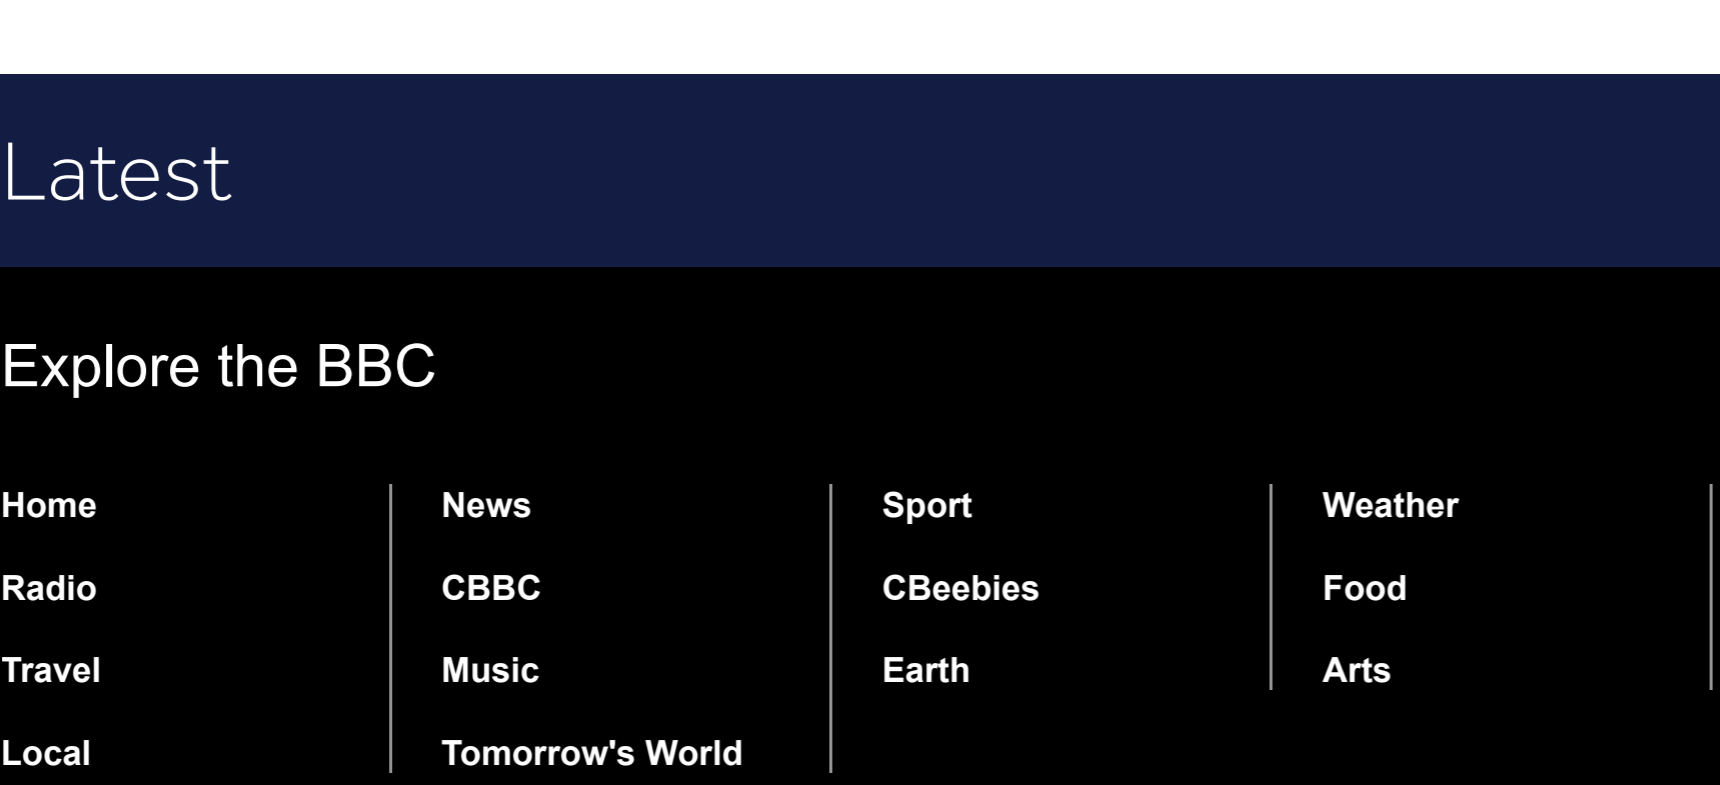 Latest
Explore the BBC
Home
News
Sport
Weather
Radio
CBBC
CBeebies
Food
Travel
Music
Earth
Arts
Local
Tomorrow's World